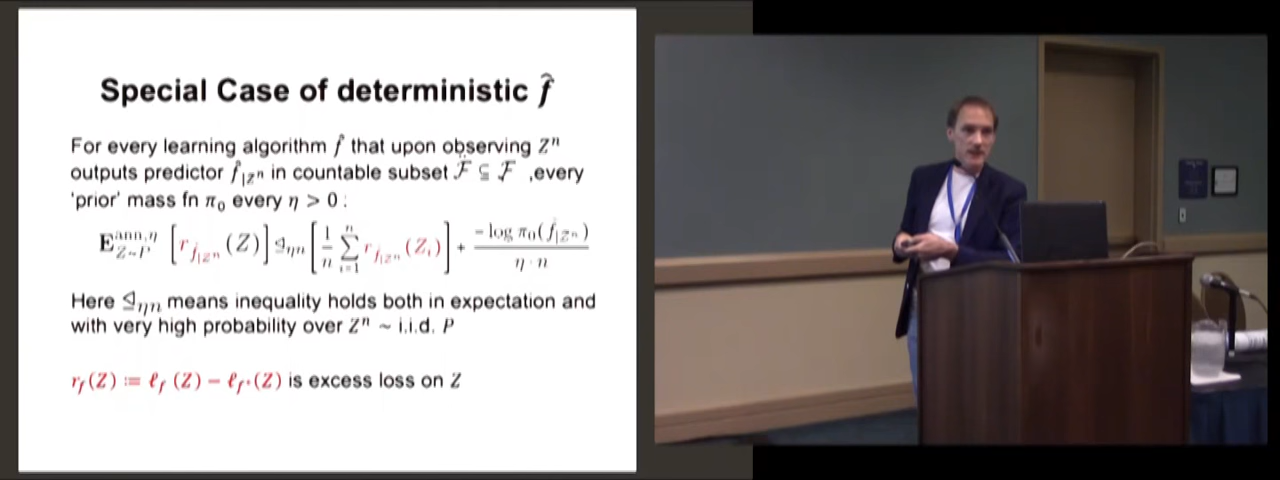 Special Case of deterministic f̂
For every learning algorithm f̂ that upon observing Zⁿ
outputs predictor f̂|Zⁿ in countable subset ℱ̈ ⊆ ℱ ,every
'prior' mass fn π₀ every η > 0 :
E^{ann,η}_{Z∼P} [ r_{f̂|Zⁿ} (Z) ] ⊴_{ηn} [ 1/n ∑_{i=1}^{n} r_{f̂|Zⁿ} (Z_i) ] + (−log π₀(f̂|Zⁿ)) / (η · n)
Here ⊴_{ηn} means inequality holds both in expectation and
with very high probability over Zⁿ ~ i.i.d. P
r_f(Z) := ℓ_f (Z) − ℓ_{f*}(Z) is excess loss on Z